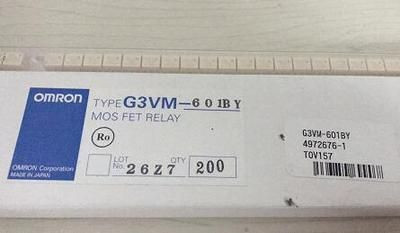 OMRON
TYPE G3VM-601BY
MOS FET RELAY
Ro
LOT No. 26Z7 QTY 200
OMRON Corporation
MADE IN JAPAN
G3VM-601BY
4972676-1
TOV157